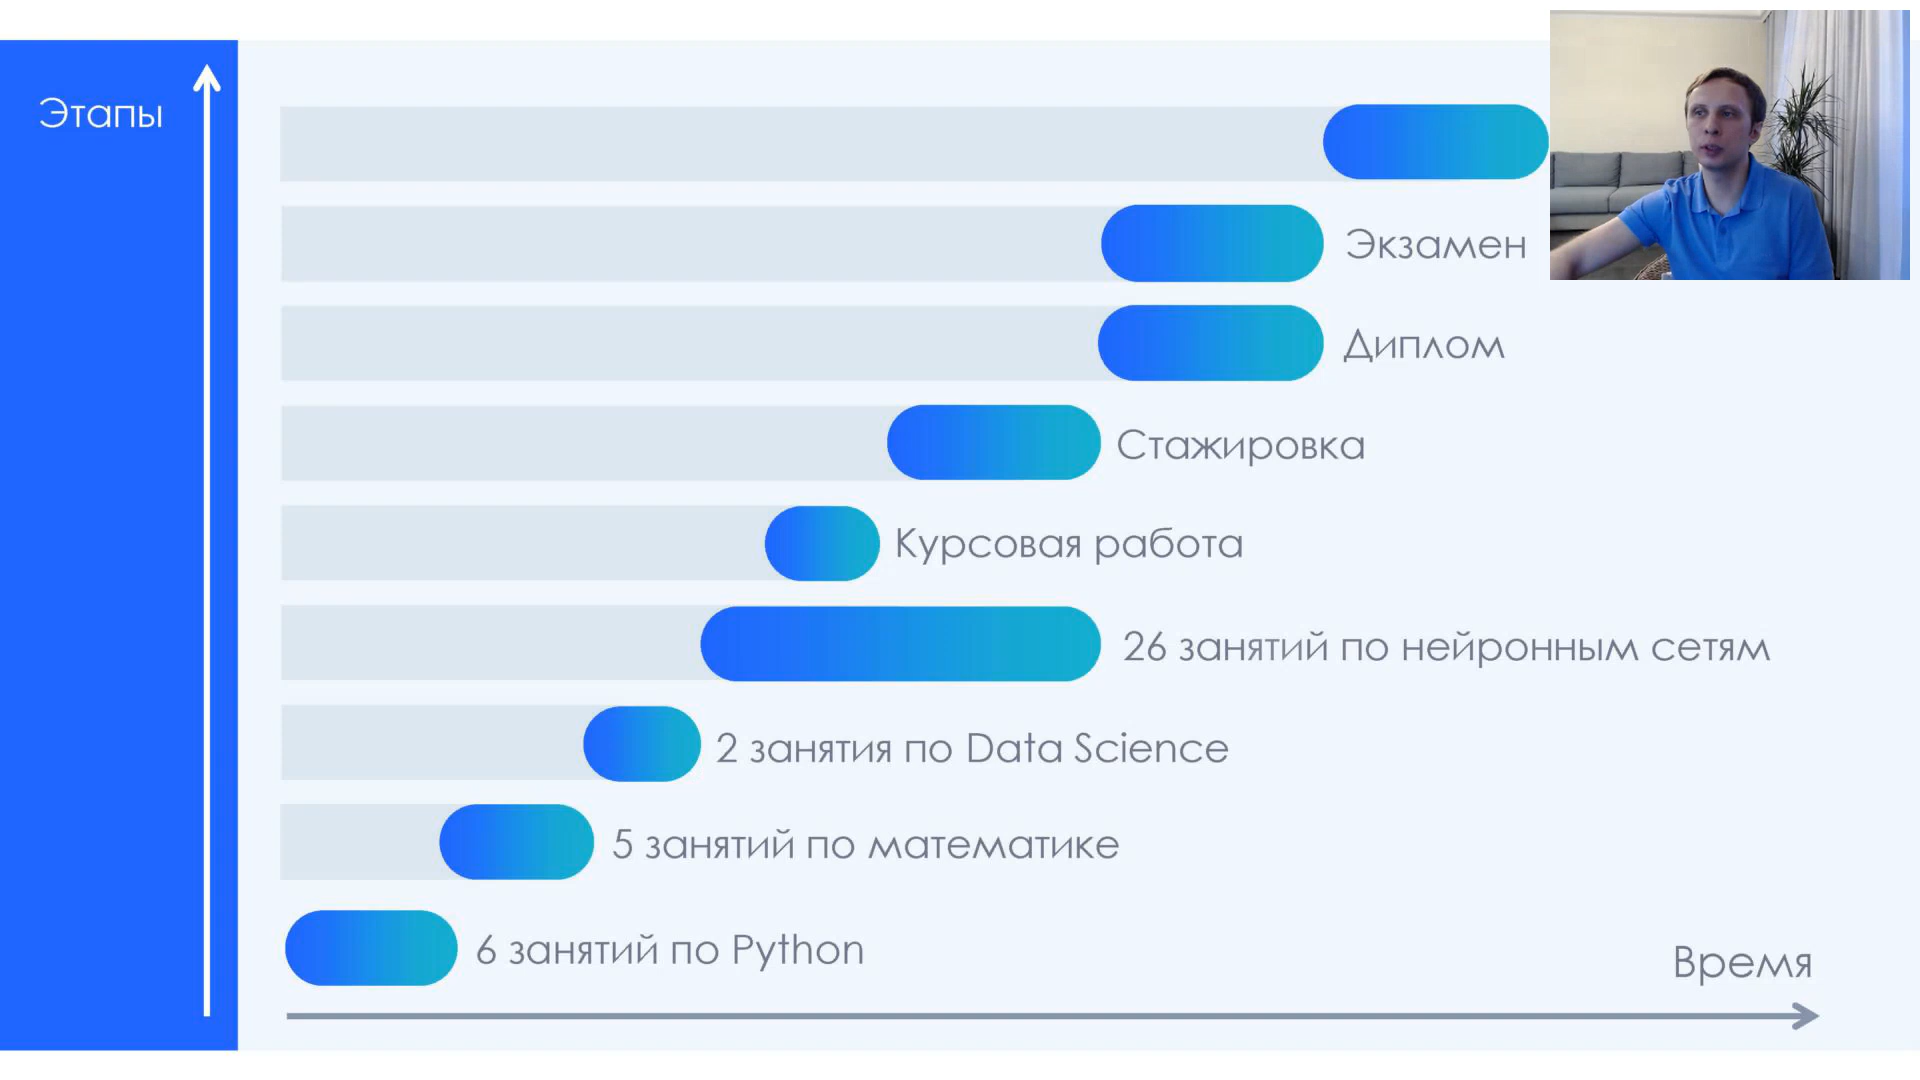 Этапы
Экзамен
Диплом
Стажировка
Курсовая работа
26 занятий по нейронным сетям
2 занятия по Data Science
5 занятий по математике
6 занятий по Python
Время